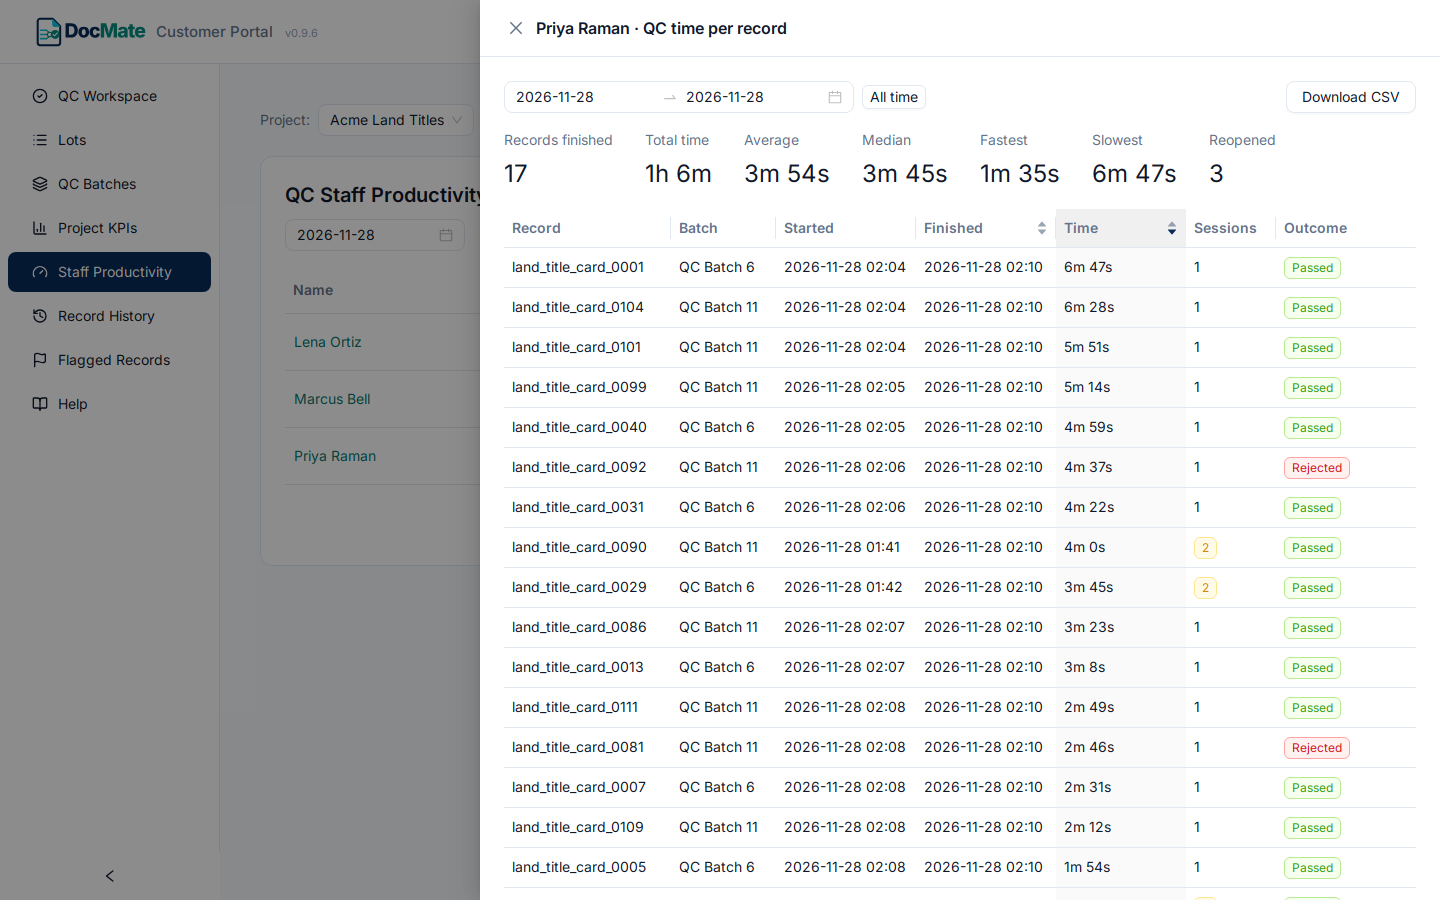 DocMate Customer Portal v0.9.6
QC Workspace
Lots
QC Batches
Project KPIs
Staff Productivity
Record History
Flagged Records
Help
Project: Acme Land Titles
QC Staff Productivity
2026-11-28
Name
Lena Ortiz
Marcus Bell
Priya Raman
Priya Raman · QC time per record
2026-11-28 → 2026-11-28 All time Download CSV
Records finished Total time Average Median Fastest Slowest Reopened
17 1h 6m 3m 54s 3m 45s 1m 35s 6m 47s 3
Record Batch Started Finished Time Sessions Outcome
land_title_card_0001 QC Batch 6 2026-11-28 02:04 2026-11-28 02:10 6m 47s 1 Passed
land_title_card_0104 QC Batch 11 2026-11-28 02:04 2026-11-28 02:10 6m 28s 1 Passed
land_title_card_0101 QC Batch 11 2026-11-28 02:04 2026-11-28 02:10 5m 51s 1 Passed
land_title_card_0099 QC Batch 11 2026-11-28 02:05 2026-11-28 02:10 5m 14s 1 Passed
land_title_card_0040 QC Batch 6 2026-11-28 02:05 2026-11-28 02:10 4m 59s 1 Passed
land_title_card_0092 QC Batch 11 2026-11-28 02:06 2026-11-28 02:10 4m 37s 1 Rejected
land_title_card_0031 QC Batch 6 2026-11-28 02:06 2026-11-28 02:10 4m 22s 1 Passed
land_title_card_0090 QC Batch 11 2026-11-28 01:41 2026-11-28 02:10 4m 0s 2 Passed
land_title_card_0029 QC Batch 6 2026-11-28 01:42 2026-11-28 02:10 3m 45s 2 Passed
land_title_card_0086 QC Batch 11 2026-11-28 02:07 2026-11-28 02:10 3m 23s 1 Passed
land_title_card_0013 QC Batch 6 2026-11-28 02:07 2026-11-28 02:10 3m 8s 1 Passed
land_title_card_0111 QC Batch 11 2026-11-28 02:08 2026-11-28 02:10 2m 49s 1 Passed
land_title_card_0081 QC Batch 11 2026-11-28 02:08 2026-11-28 02:10 2m 46s 1 Rejected
land_title_card_0007 QC Batch 6 2026-11-28 02:08 2026-11-28 02:10 2m 31s 1 Passed
land_title_card_0109 QC Batch 11 2026-11-28 02:08 2026-11-28 02:10 2m 12s 1 Passed
land_title_card_0005 QC Batch 6 2026-11-28 02:08 2026-11-28 02:10 1m 54s 1 Passed